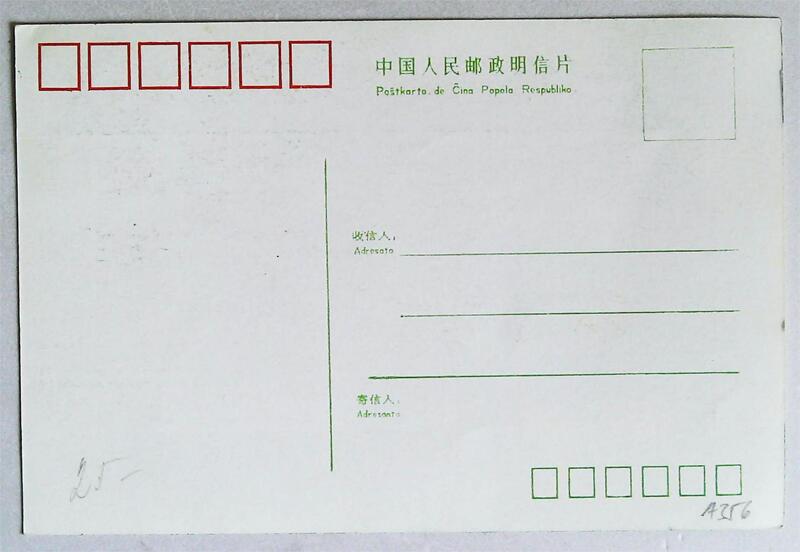 中国人民邮政明信片
Poŝtkarto de Ĉina Popola Respubliko
收信人：
Adresato
寄信人：
Adresanto
25-
A356